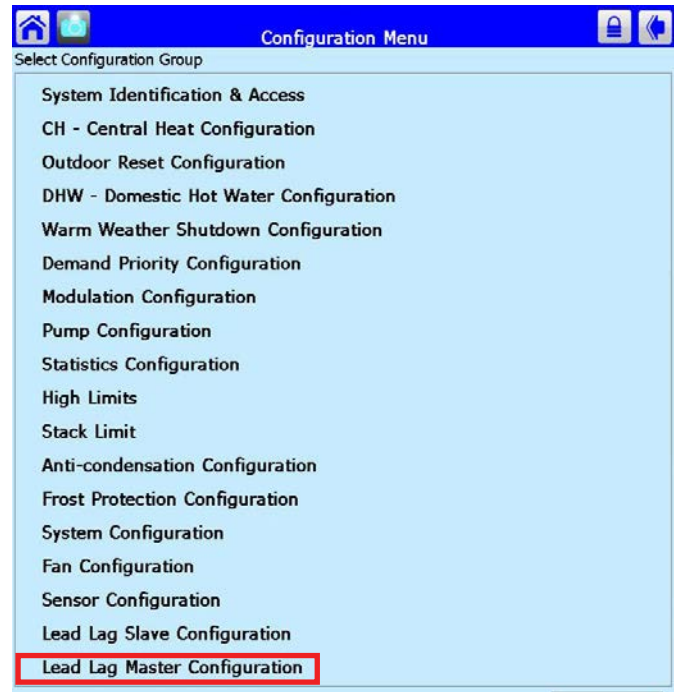 Configuration Menu
Select Configuration Group
System Identification & Access
CH - Central Heat Configuration
Outdoor Reset Configuration
DHW - Domestic Hot Water Configuration
Warm Weather Shutdown Configuration
Demand Priority Configuration
Modulation Configuration
Pump Configuration
Statistics Configuration
High Limits
Stack Limit
Anti-condensation Configuration
Frost Protection Configuration
System Configuration
Fan Configuration
Sensor Configuration
Lead Lag Slave Configuration
Lead Lag Master Configuration